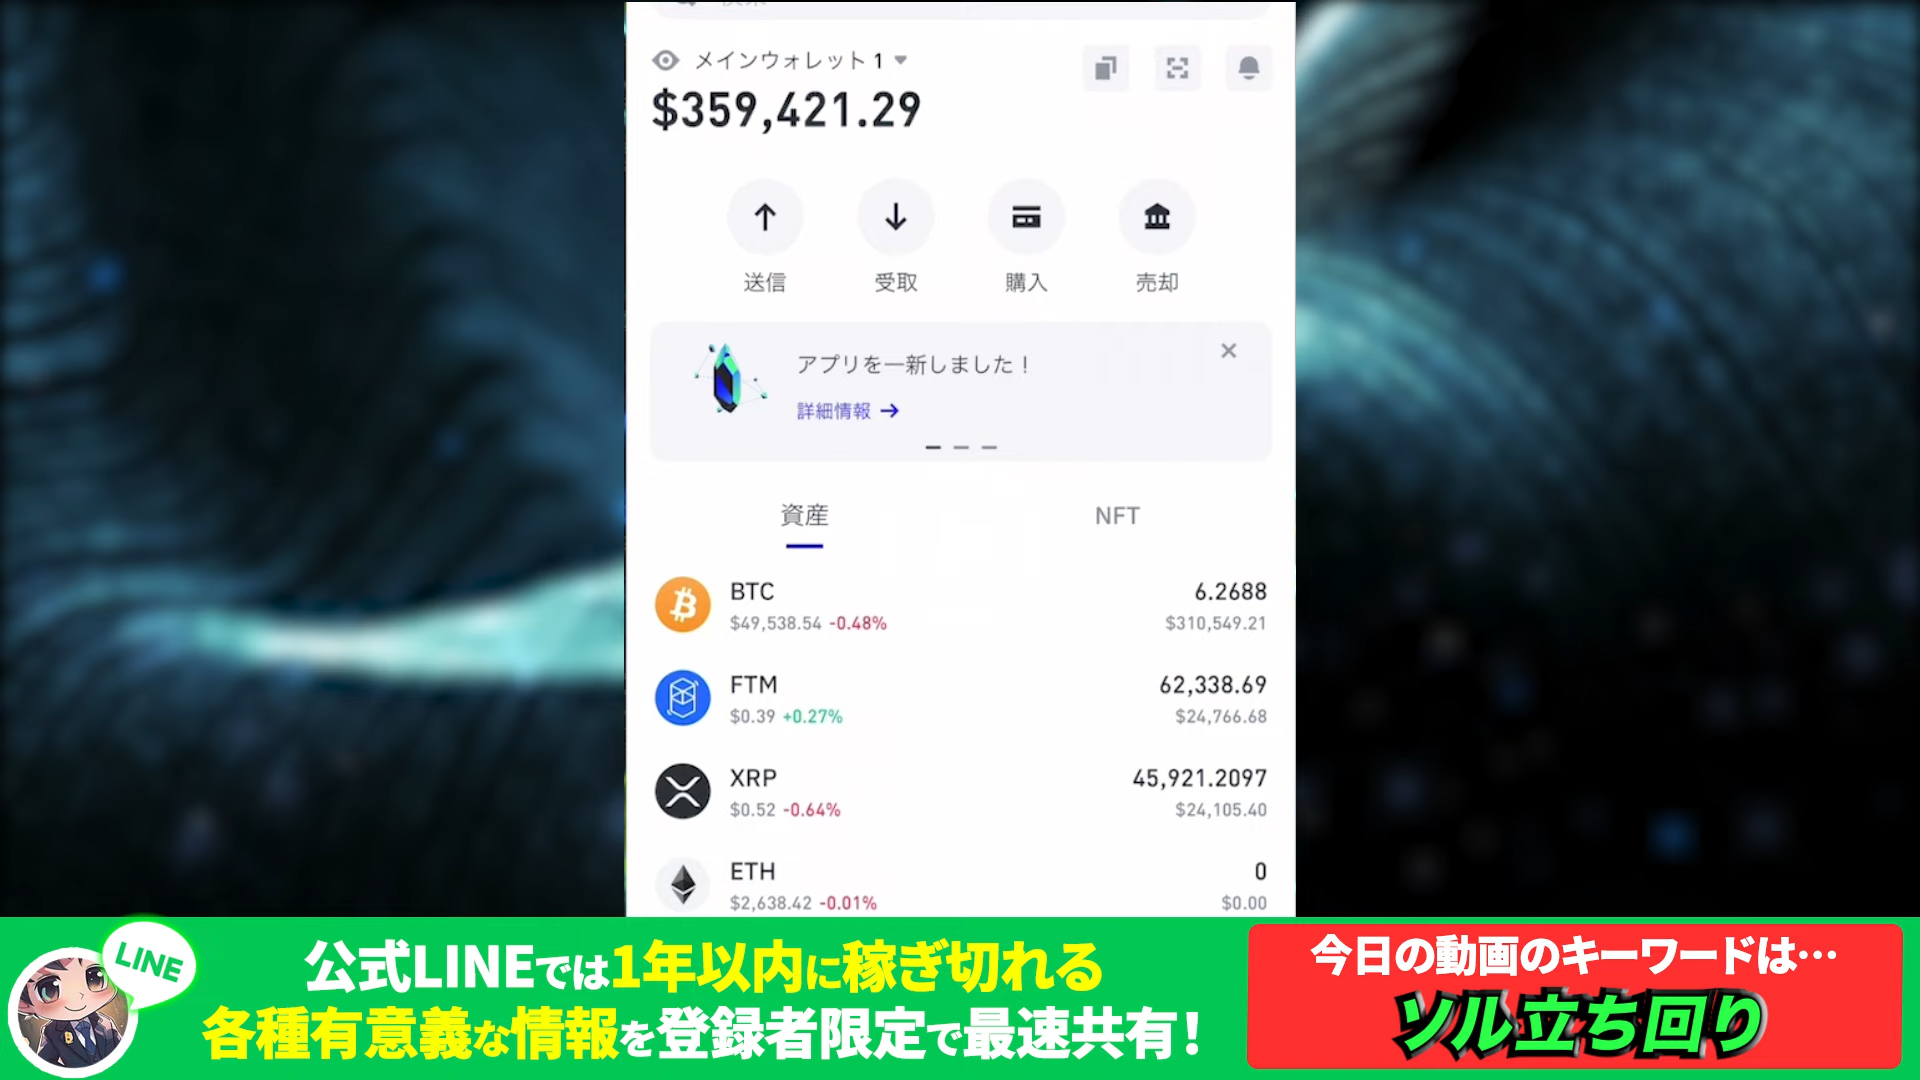 メインウォレット 1
$359,421.29
送信 受取 購入 売却
アプリを一新しました！
詳細情報 →
資産 NFT
BTC 6.2688
$49,538.54 -0.48% $310,549.21
FTM 62,338.69
$0.39 +0.27% $24,766.68
XRP 45,921.2097
$0.52 -0.64% $24,105.40
ETH 0
$2,638.42 -0.01% $0.00
LINE
公式LINEでは1年以内に稼ぎ切れる
各種有意義な情報を登録者限定で最速共有！
今日の動画のキーワードは…
ソル立ち回り